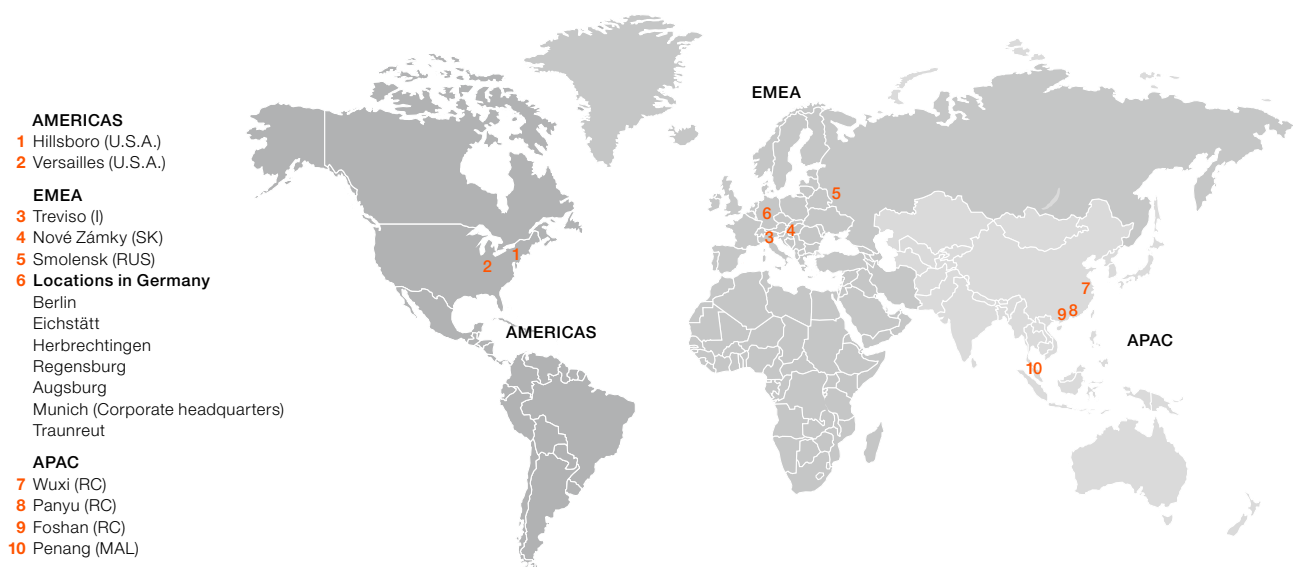 AMERICAS
1 Hillsboro (U.S.A.)
2 Versailles (U.S.A.)
EMEA
3 Treviso (I)
4 Nové Zámky (SK)
5 Smolensk (RUS)
6 Locations in Germany
Berlin
Eichstätt
Herbrechtingen
Regensburg
Augsburg
Munich (Corporate headquarters)
Traunreut
APAC
7 Wuxi (RC)
8 Panyu (RC)
9 Foshan (RC)
10 Penang (MAL)
EMEA
5
6
4
3
1
2
7
8
9
AMERICAS
APAC
10